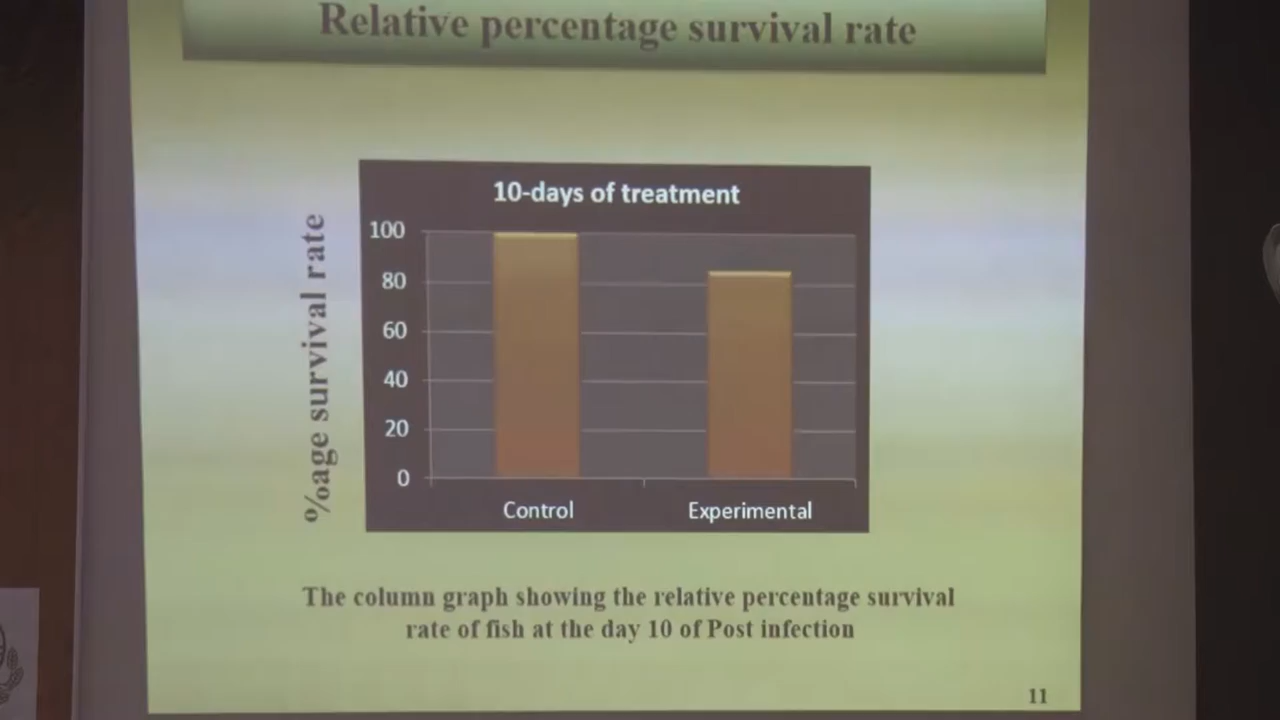 Relative percentage survival rate
10-days of treatment
%age survival rate
100
80
60
40
20
0
Control
Experimental
The column graph showing the relative percentage survival
rate of fish at the day 10 of Post infection
11